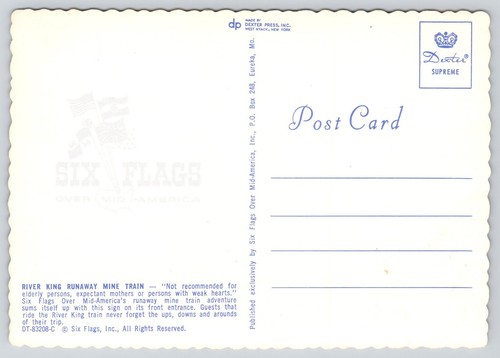 dp MADE BY
DEXTER PRESS, INC.
WEST NYACK, NEW YORK
Dexter®
SUPREME
SIX FLAGS
OVER MID-AMERICA
Post Card
Published exclusively by Six Flags Over Mid-America, Inc., P.O. Box 248, Eureka, Mo.
RIVER KING RUNAWAY MINE TRAIN — "Not recommended for
elderly persons, expectant mothers or persons with weak hearts."
Six Flags Over Mid-America's runaway mine train adventure
sums itself up with this sign on its front entrance. Guests that
ride the River King train never forget the ups, downs and arounds
of their trip.
DT-83208-C © Six Flags, Inc., All Rights Reserved.